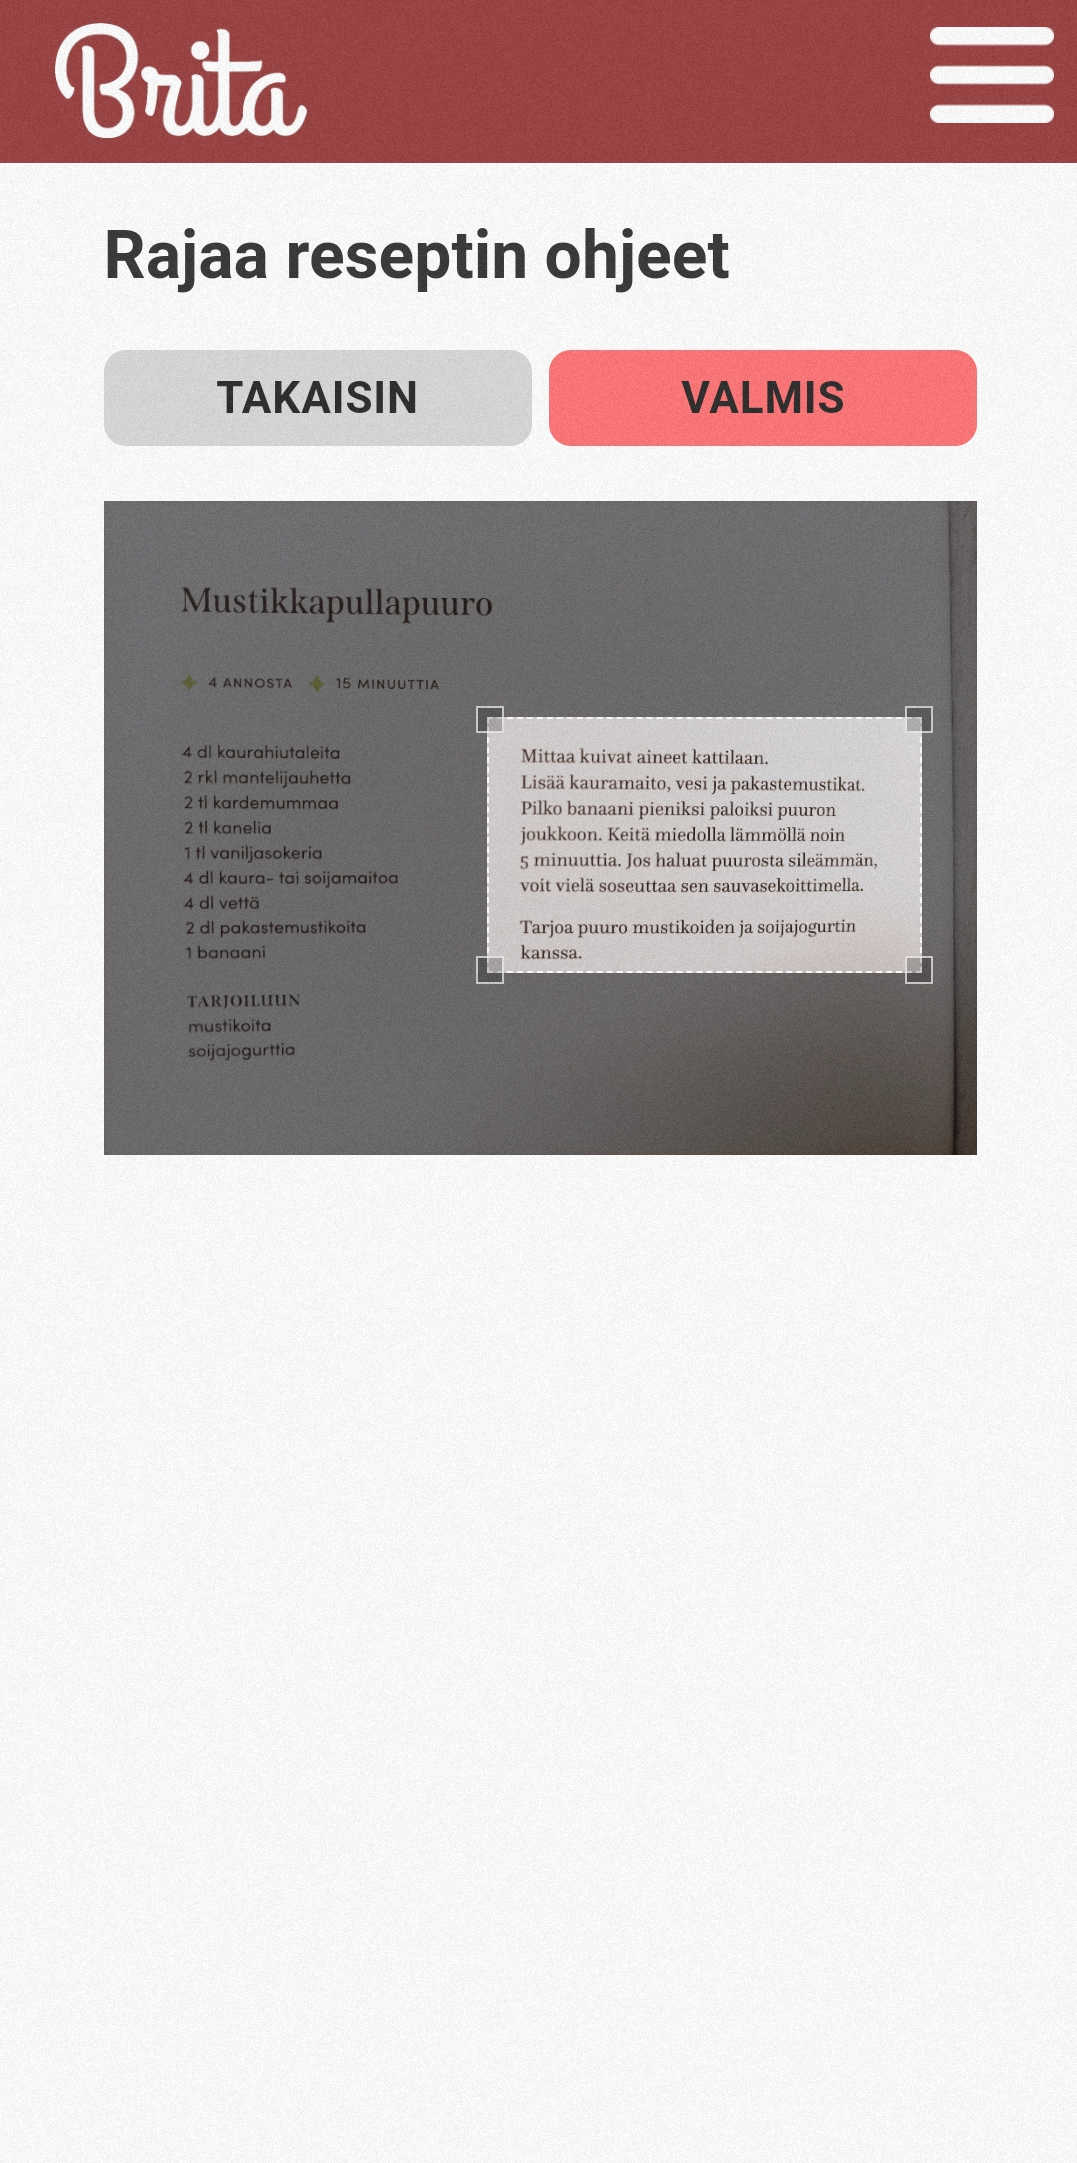 Brita
Rajaa reseptin ohjeet
TAKAISIN
VALMIS
Mustikkapullapuuro
4 ANNOSTA
15 MINUUTTIA
4 dl kaurahiutaleita
2 rkl mantelijauhetta
2 tl kardemummaa
2 tl kanelia
1 tl vaniljasokeria
4 dl kaura- tai soijamaitoa
4 dl vettä
2 dl pakastemustikoita
1 banaani
TARJOILUUN
mustikoita
soijajogurttia
Mittaa kuivat aineet kattilaan.
Lisää kauramaito, vesi ja pakastemustikat.
Pilko banaani pieniksi paloiksi puuron
joukkoon. Keitä miedolla lämmöllä noin
5 minuuttia. Jos haluat puurosta sileämmän,
voit vielä soseuttaa sen sauvasekoittimella.
Tarjoa puuro mustikoiden ja soijajogurtin
kanssa.